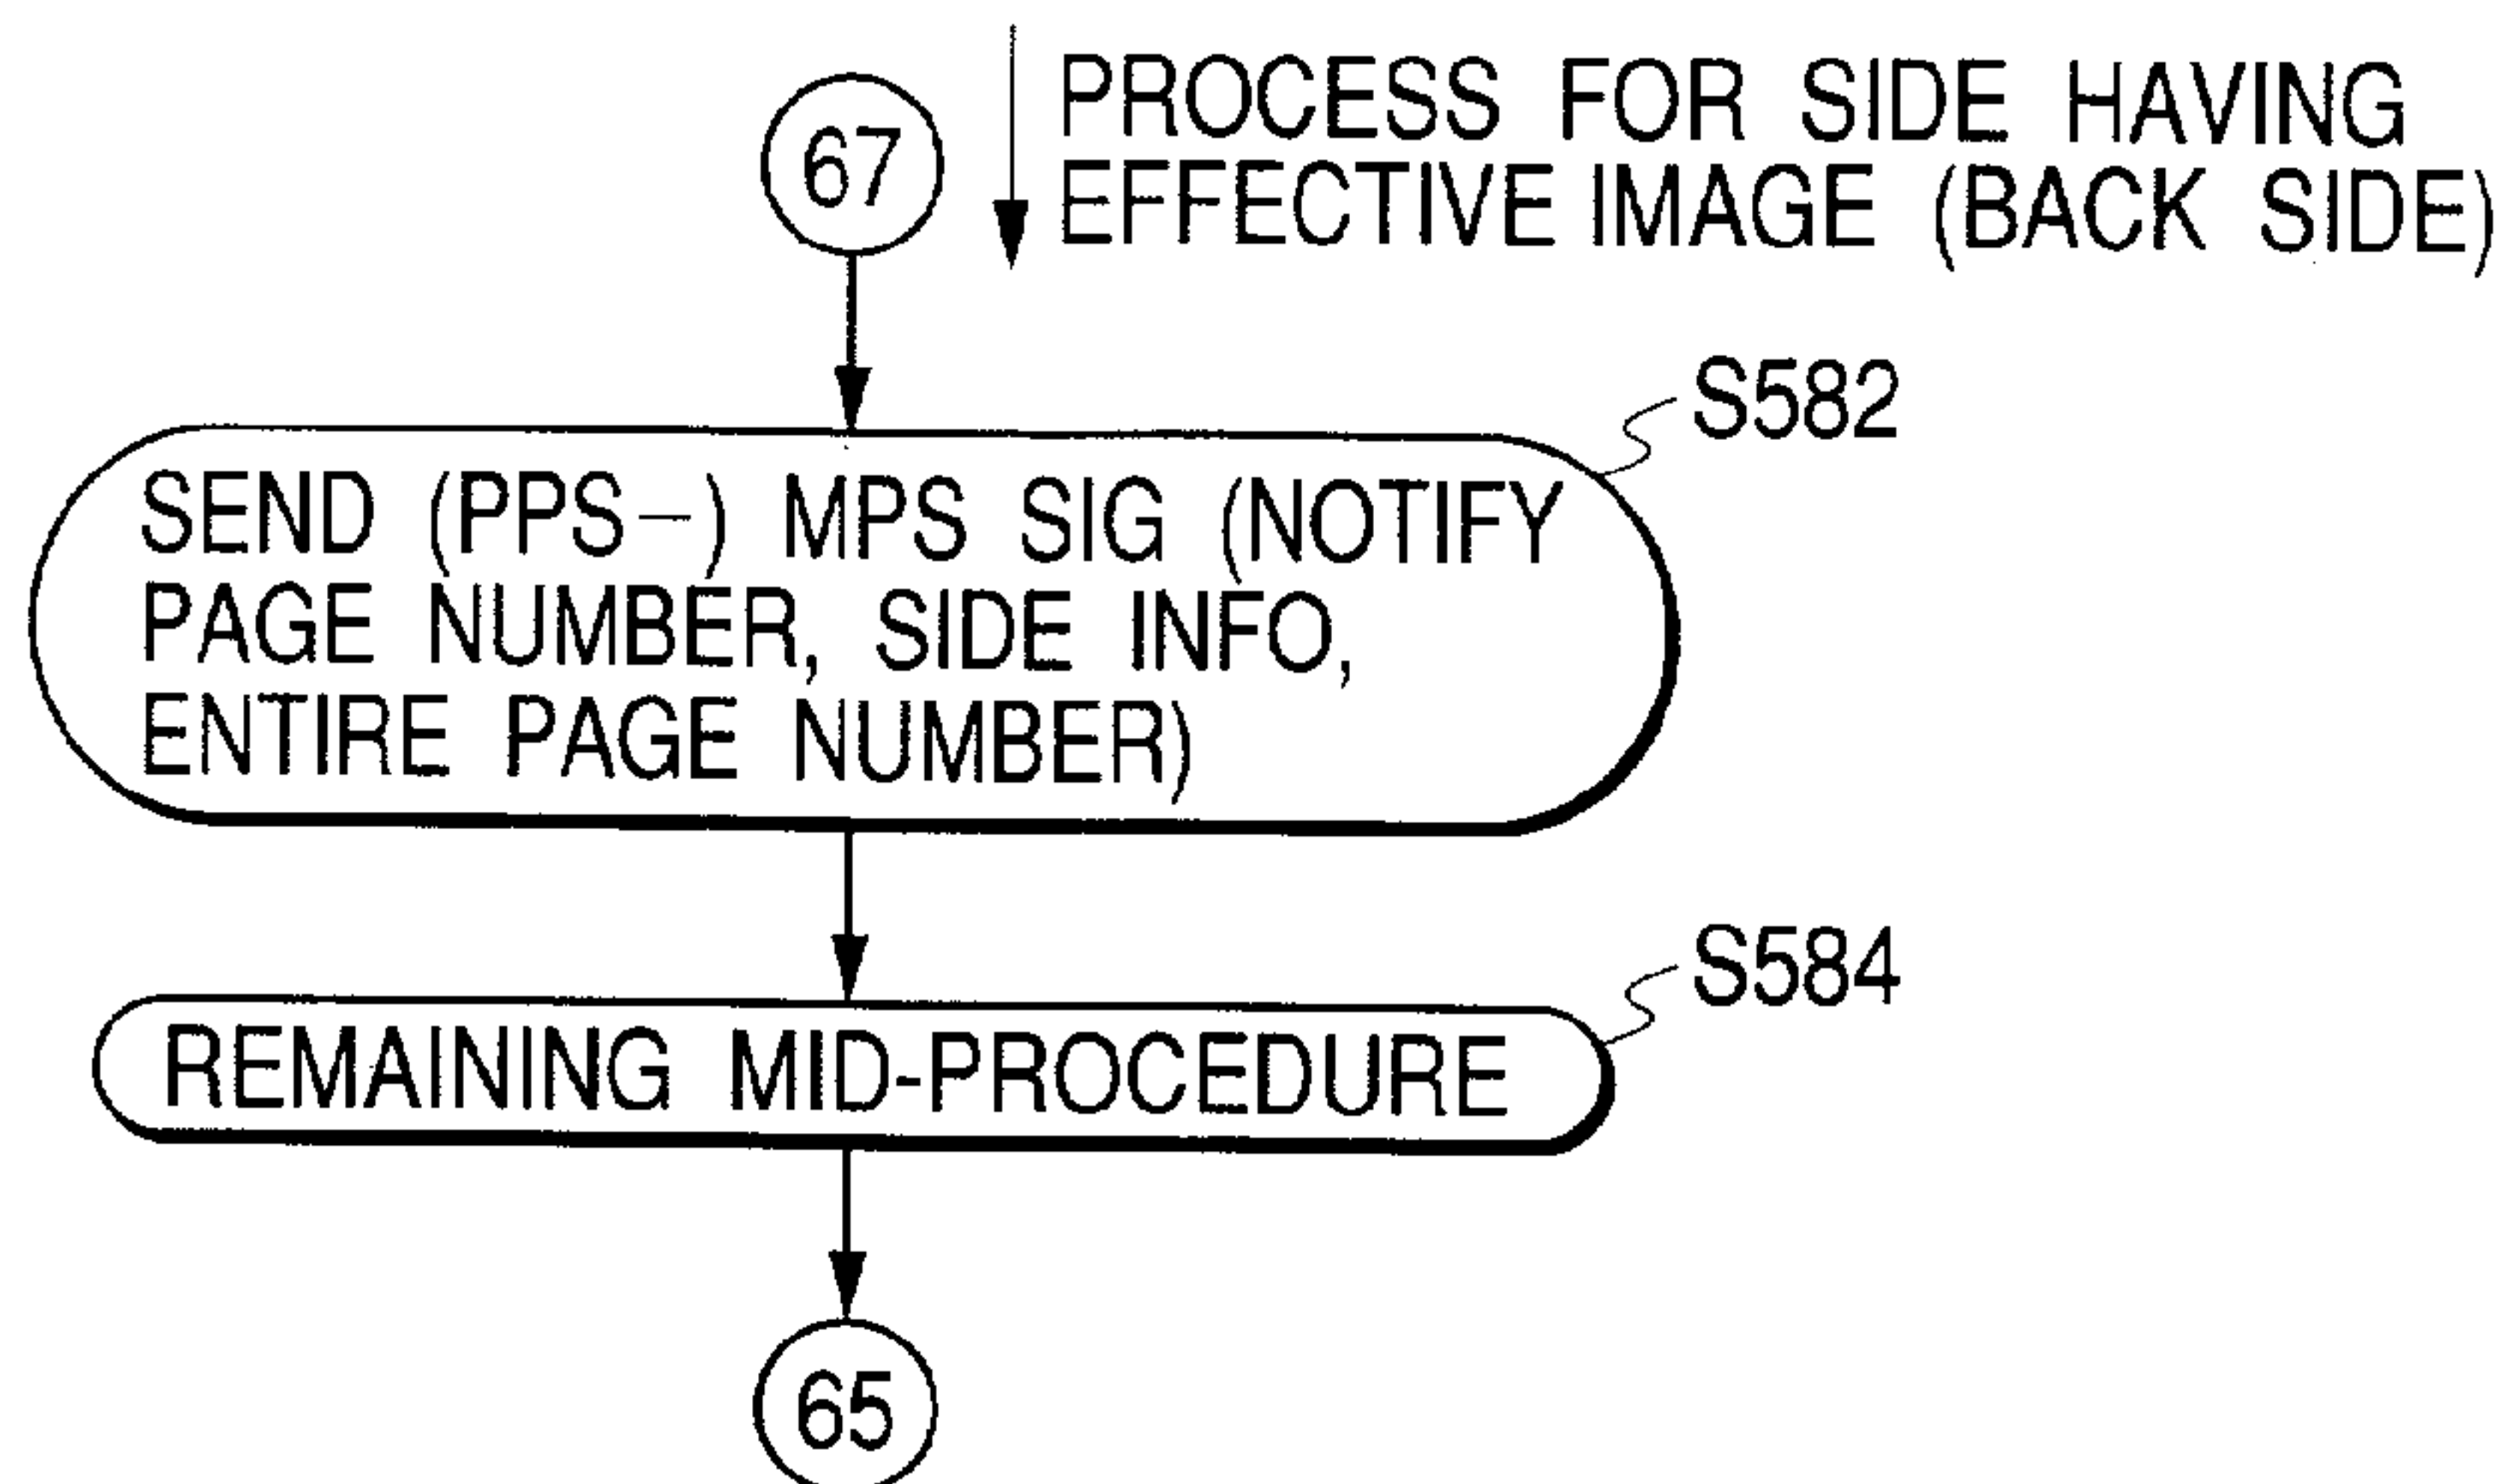 67
PROCESS FOR SIDE HAVING
EFFECTIVE IMAGE (BACK SIDE)
S582
SEND (PPS-) MPS SIG (NOTIFY
PAGE NUMBER, SIDE INFO,
ENTIRE PAGE NUMBER)
S584
REMAINING MID-PROCEDURE
65